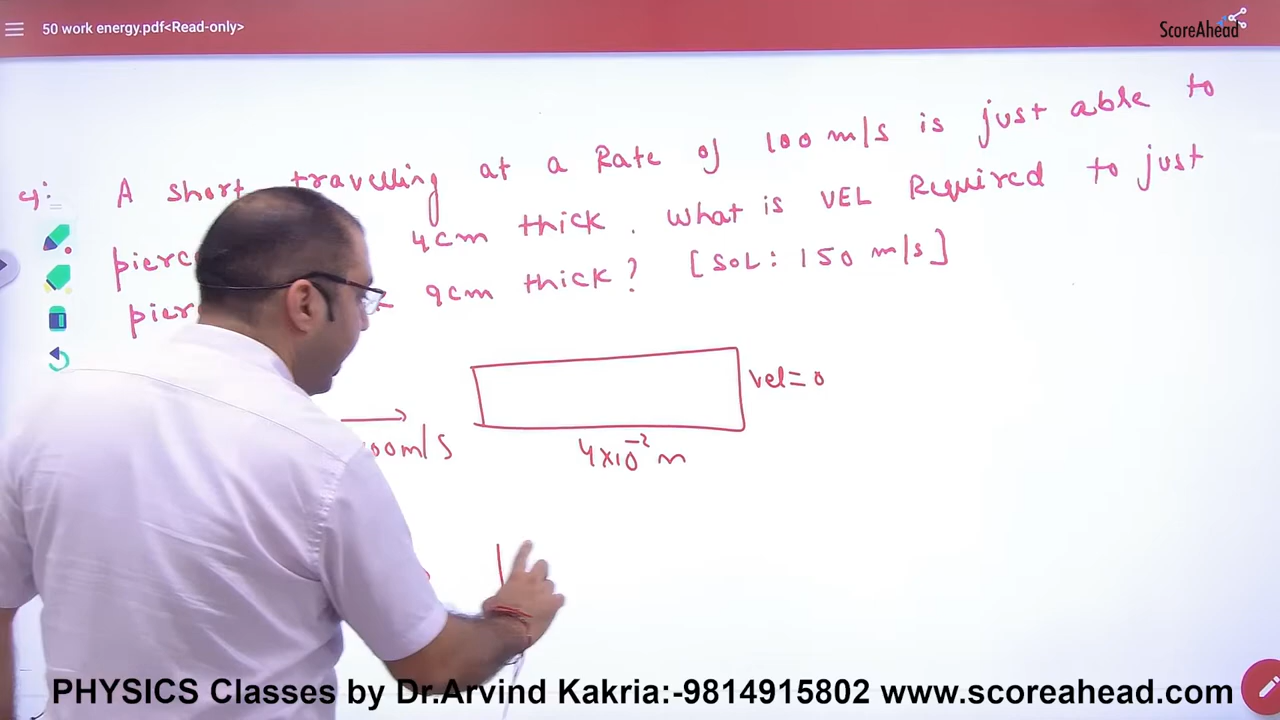 50 work energy.pdf<Read-only>
ScoreAhead
Q: A short travelling at a Rate of 100 m/s is just able to
4cm thick. What is VEL Required to just
9cm thick? [SOL: 150 m/s]
vel = 0
00m/s
4x10⁻² m
PHYSICS Classes by Dr.Arvind Kakria:-9814915802 www.scoreahead.com